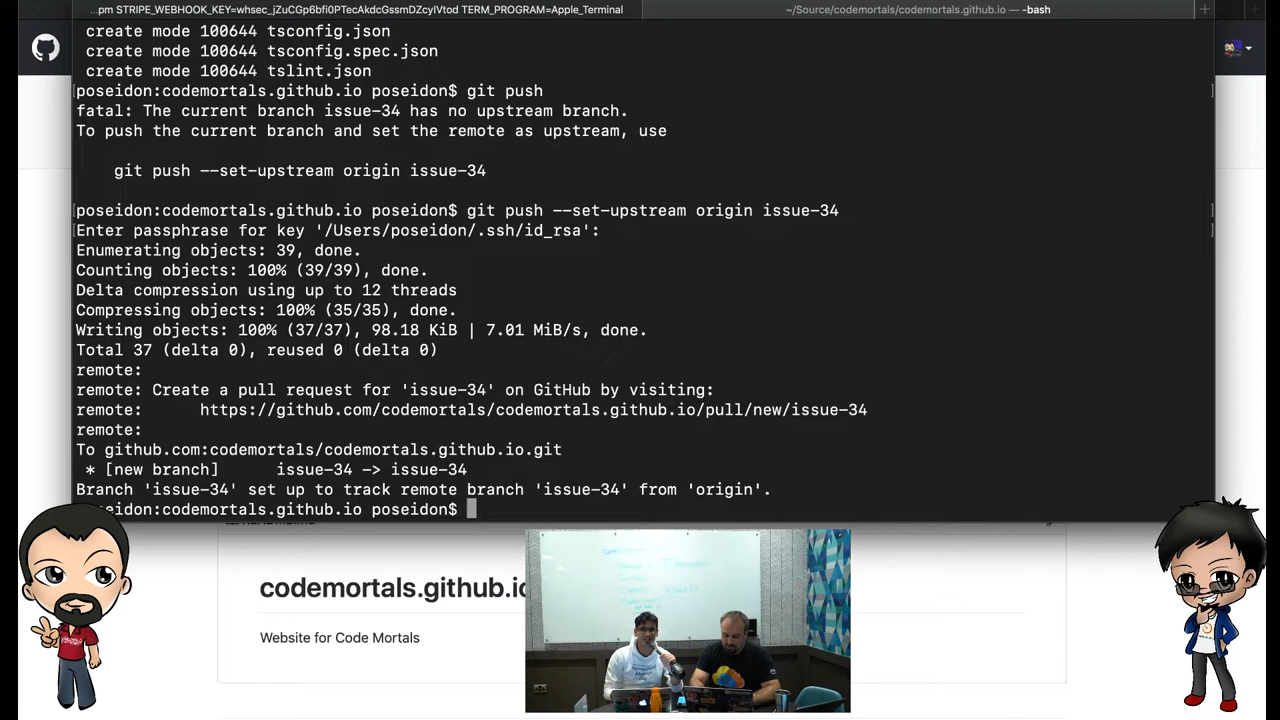 ...pm STRIPE_WEBHOOK_KEY=whsec_jZuCGp6bfi0PTecAkdcGssmDZcyIVtod TERM_PROGRAM=Apple_Terminal
~/Source/codemortals/codemortals.github.io — -bash
create mode 100644 tsconfig.json
create mode 100644 tsconfig.spec.json
create mode 100644 tslint.json
[poseidon:codemortals.github.io poseidon$ git push ]
fatal: The current branch issue-34 has no upstream branch.
To push the current branch and set the remote as upstream, use
git push --set-upstream origin issue-34
[poseidon:codemortals.github.io poseidon$ git push --set-upstream origin issue-34 ]
[Enter passphrase for key '/Users/poseidon/.ssh/id_rsa': ]
Enumerating objects: 39, done.
Counting objects: 100% (39/39), done.
Delta compression using up to 12 threads
Compressing objects: 100% (35/35), done.
Writing objects: 100% (37/37), 98.18 KiB | 7.01 MiB/s, done.
Total 37 (delta 0), reused 0 (delta 0)
remote:
remote: Create a pull request for 'issue-34' on GitHub by visiting:
remote:      https://github.com/codemortals/codemortals.github.io/pull/new/issue-34
remote:
To github.com:codemortals/codemortals.github.io.git
* [new branch]      issue-34 -> issue-34
Branch 'issue-34' set up to track remote branch 'issue-34' from 'origin'.
eidon:codemortals.github.io poseidon$
codemortals.github.io
Website for Code Mortals